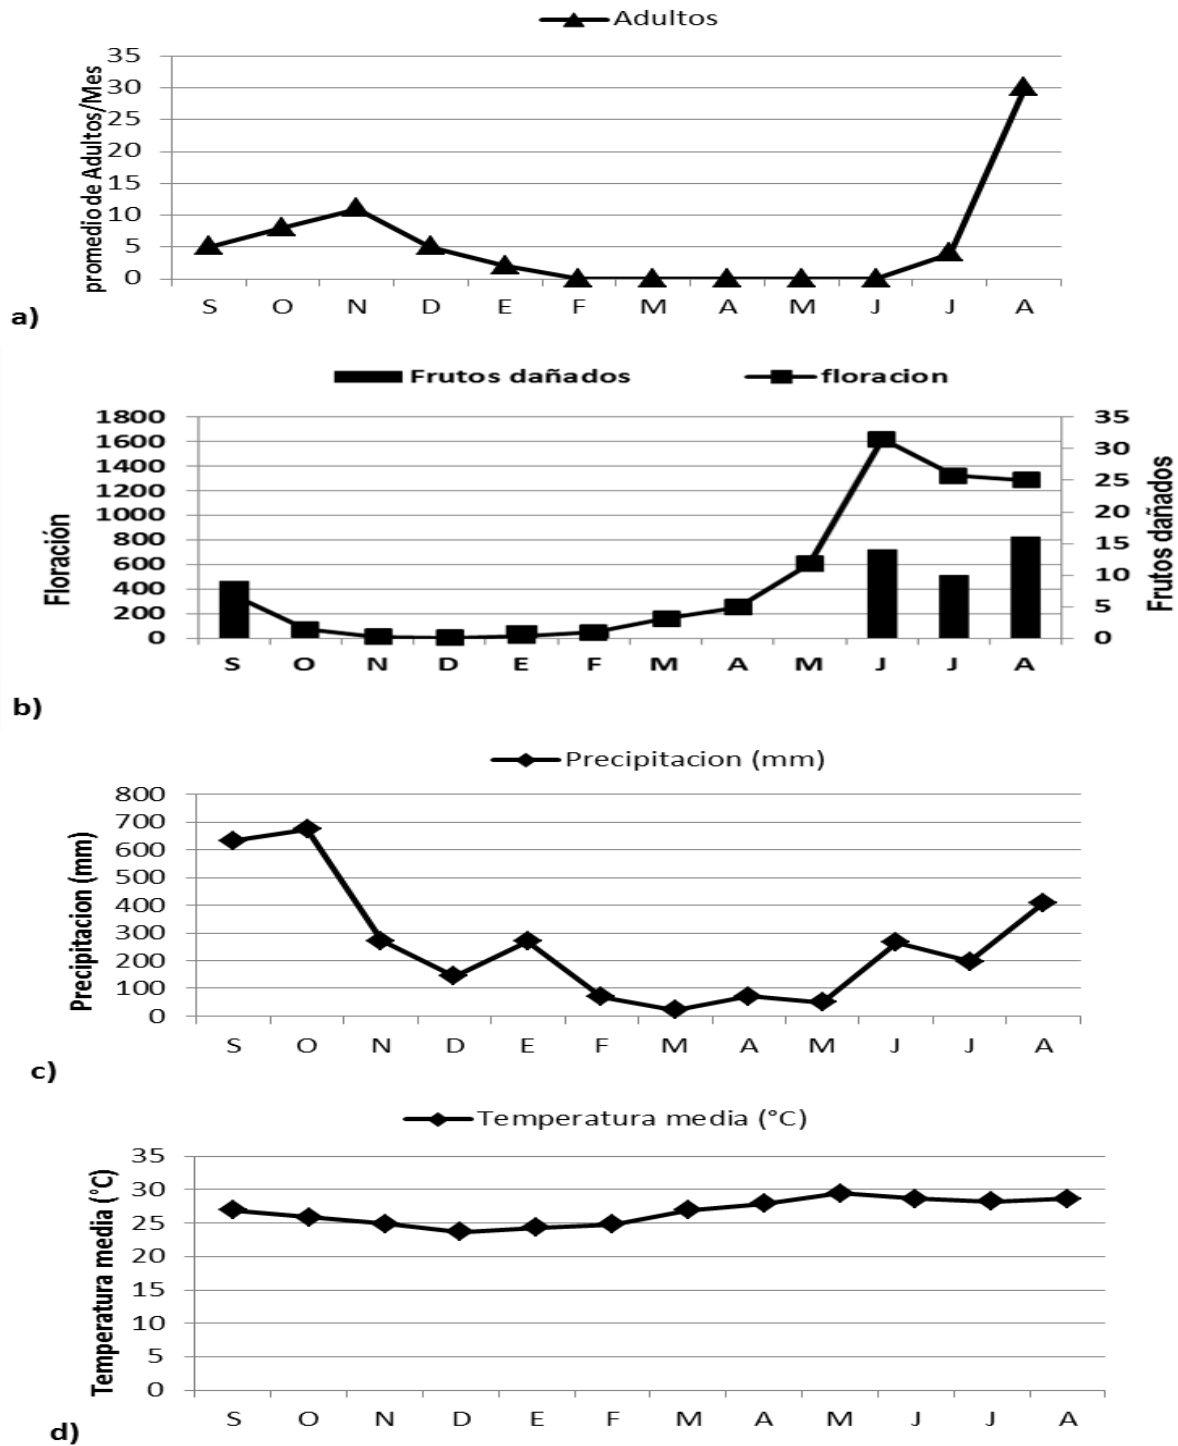 Adultos
promedio de Adultos/Mes
35
30
25
20
15
10
5
0
S O N D E F M A M J J A
a)
Frutos dañados floracion
Floración
1800
1600
1400
1200
1000
800
600
400
200
0
35
30
25
20
15
10
5
0
Frutos dañados
S O N D E F M A M J J A
b)
Precipitacion (mm)
Precipitacion (mm)
800
700
600
500
400
300
200
100
0
S O N D E F M A M J J A
c)
Temperatura media (°C)
Temperatura media (°C)
35
30
25
20
15
10
5
0
S O N D E F M A M J J A
d)